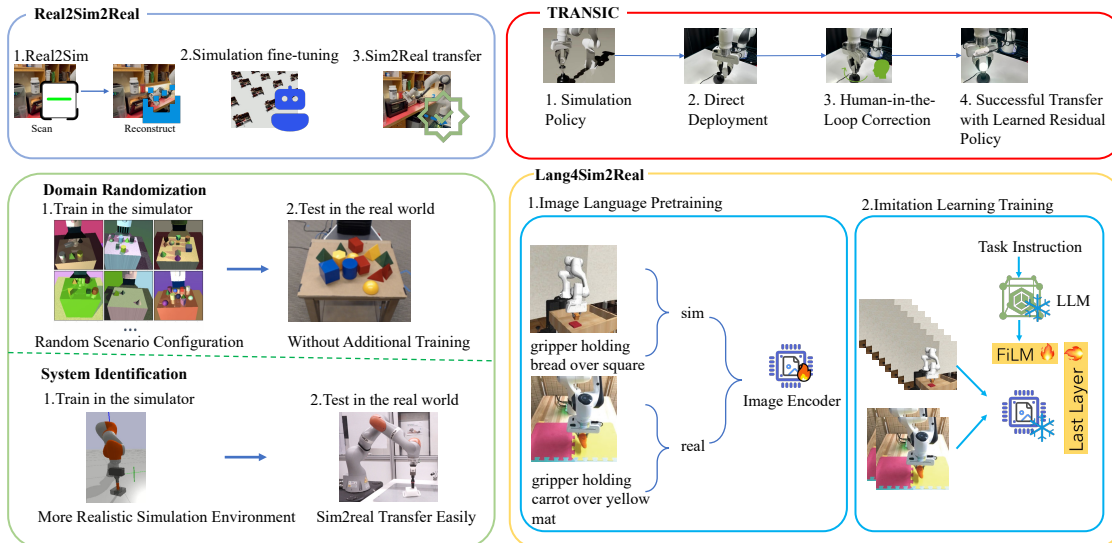 Real2Sim2Real
1.Real2Sim
Scan
Reconstruct
2.Simulation fine-tuning
3.Sim2Real transfer
TRANSIC
1. Simulation
Policy
2. Direct
Deployment
3. Human-in-the-
Loop Correction
4. Successful Transfer
with Learned Residual
Policy
Domain Randomization
1.Train in the simulator
2.Test in the real world
...
Random Scenario Configuration
Without Additional Training
System Identification
1.Train in the simulator
2.Test in the real world
More Realistic Simulation Environment
Sim2real Transfer Easily
Lang4Sim2Real
1.Image Language Pretraining
gripper holding
bread over square
sim
gripper holding
carrot over yellow
mat
real
Image Encoder
2.Imitation Learning Training
Task Instruction
LLM
FiLM
Last Layer